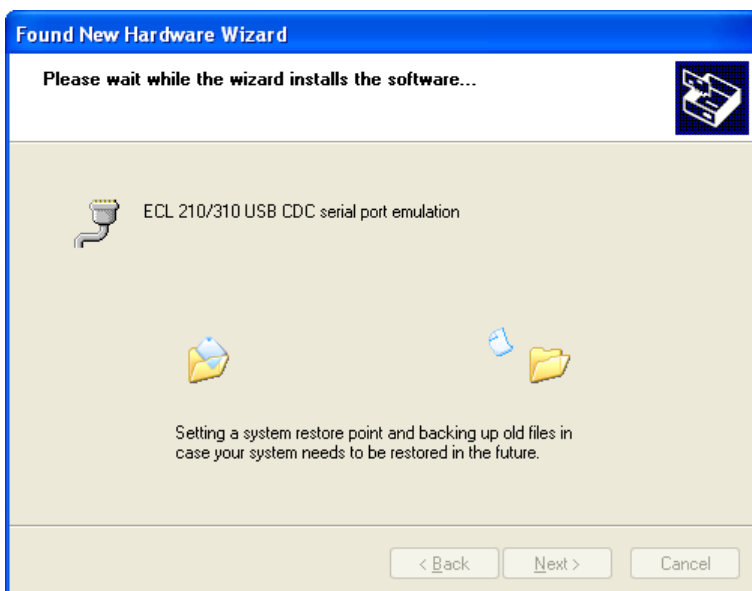 Found New Hardware Wizard
Please wait while the wizard installs the software...
ECL 210/310 USB CDC serial port emulation
Setting a system restore point and backing up old files in
case your system needs to be restored in the future.
< Back
Next >
Cancel